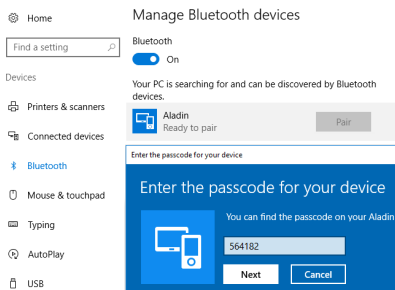 Home
Find a setting
Devices
Printers & scanners
Connected devices
Bluetooth
Mouse & touchpad
Typing
AutoPlay
USB
Manage Bluetooth devices
Bluetooth
On
Your PC is searching for and can be discovered by Bluetooth
devices.
Aladin
Ready to pair
Pair
Enter the passcode for your device
Enter the passcode for your device
You can find the passcode on your Aladin
564182
Next
Cancel